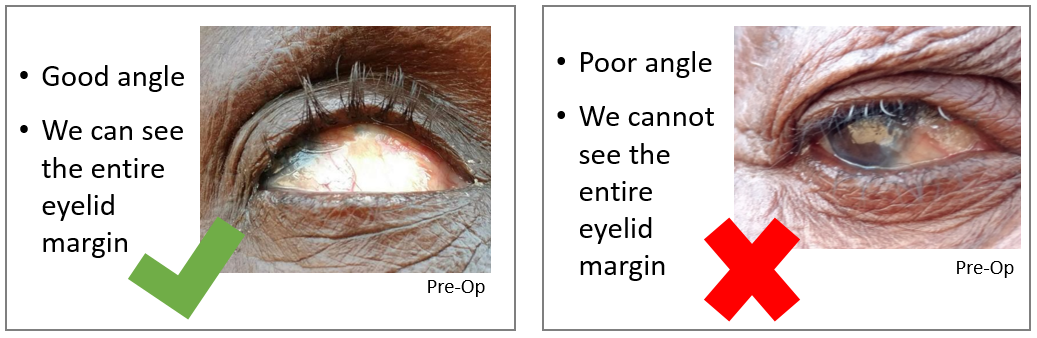 • Good angle
• We can see
the entire
eyelid
margin
Pre-Op
• Poor angle
• We cannot
see the
entire
eyelid
margin
Pre-Op